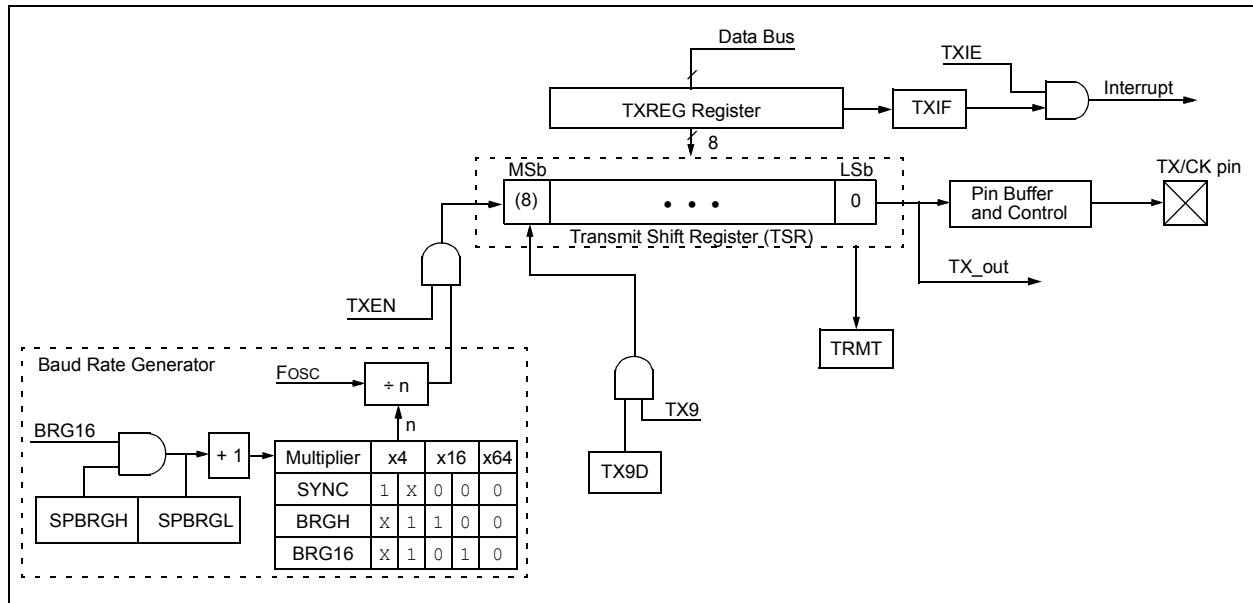 Data Bus
TXIE
Interrupt
TXREG Register
TXIF
8
MSb
LSb
TX/CK pin
(8)
• • •
0
Pin Buffer
and Control
Transmit Shift Register (TSR)
TX_out
TXEN
TRMT
Baud Rate Generator
FOSC
÷ n
TX9
n
BRG16
+ 1
TX9D
Multiplier x4 x16 x64
SYNC 1 X 0 0 0
BRGH X 1 1 0 0
BRG16 X 1 0 1 0
SPBRGH SPBRGL